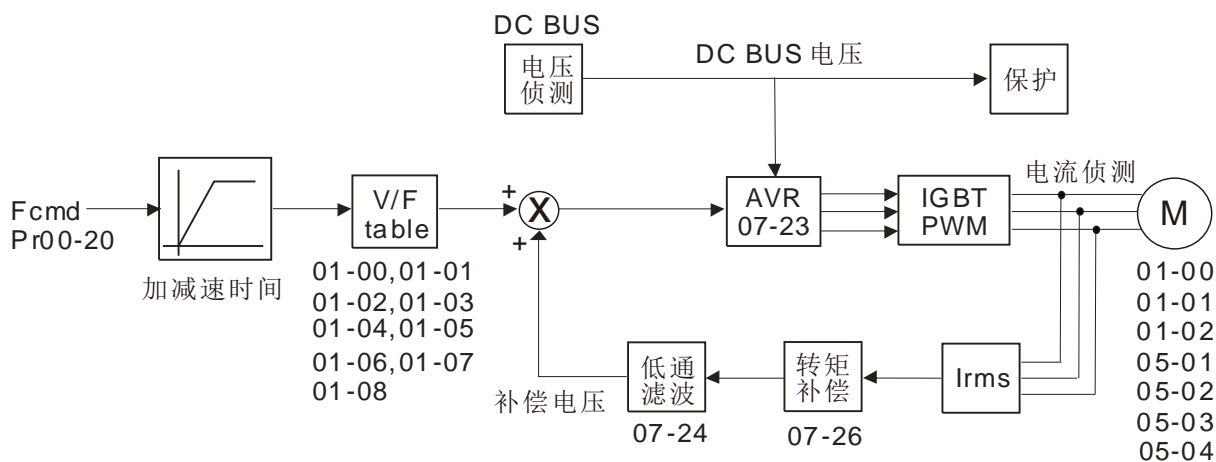 DC BUS
电压
侦测
DC BUS 电压
保护
Fcmd
Pr00-20
加减速时间
V/F
table
01-00,01-01
01-02,01-03
01-04,01-05
01-06,01-07
01-08
+
X
+
AVR
07-23
IGBT
PWM
电流侦测
M
01-00
01-01
01-02
05-01
05-02
05-03
05-04
补偿电压
低通
滤波
07-24
转矩
补偿
07-26
Irms